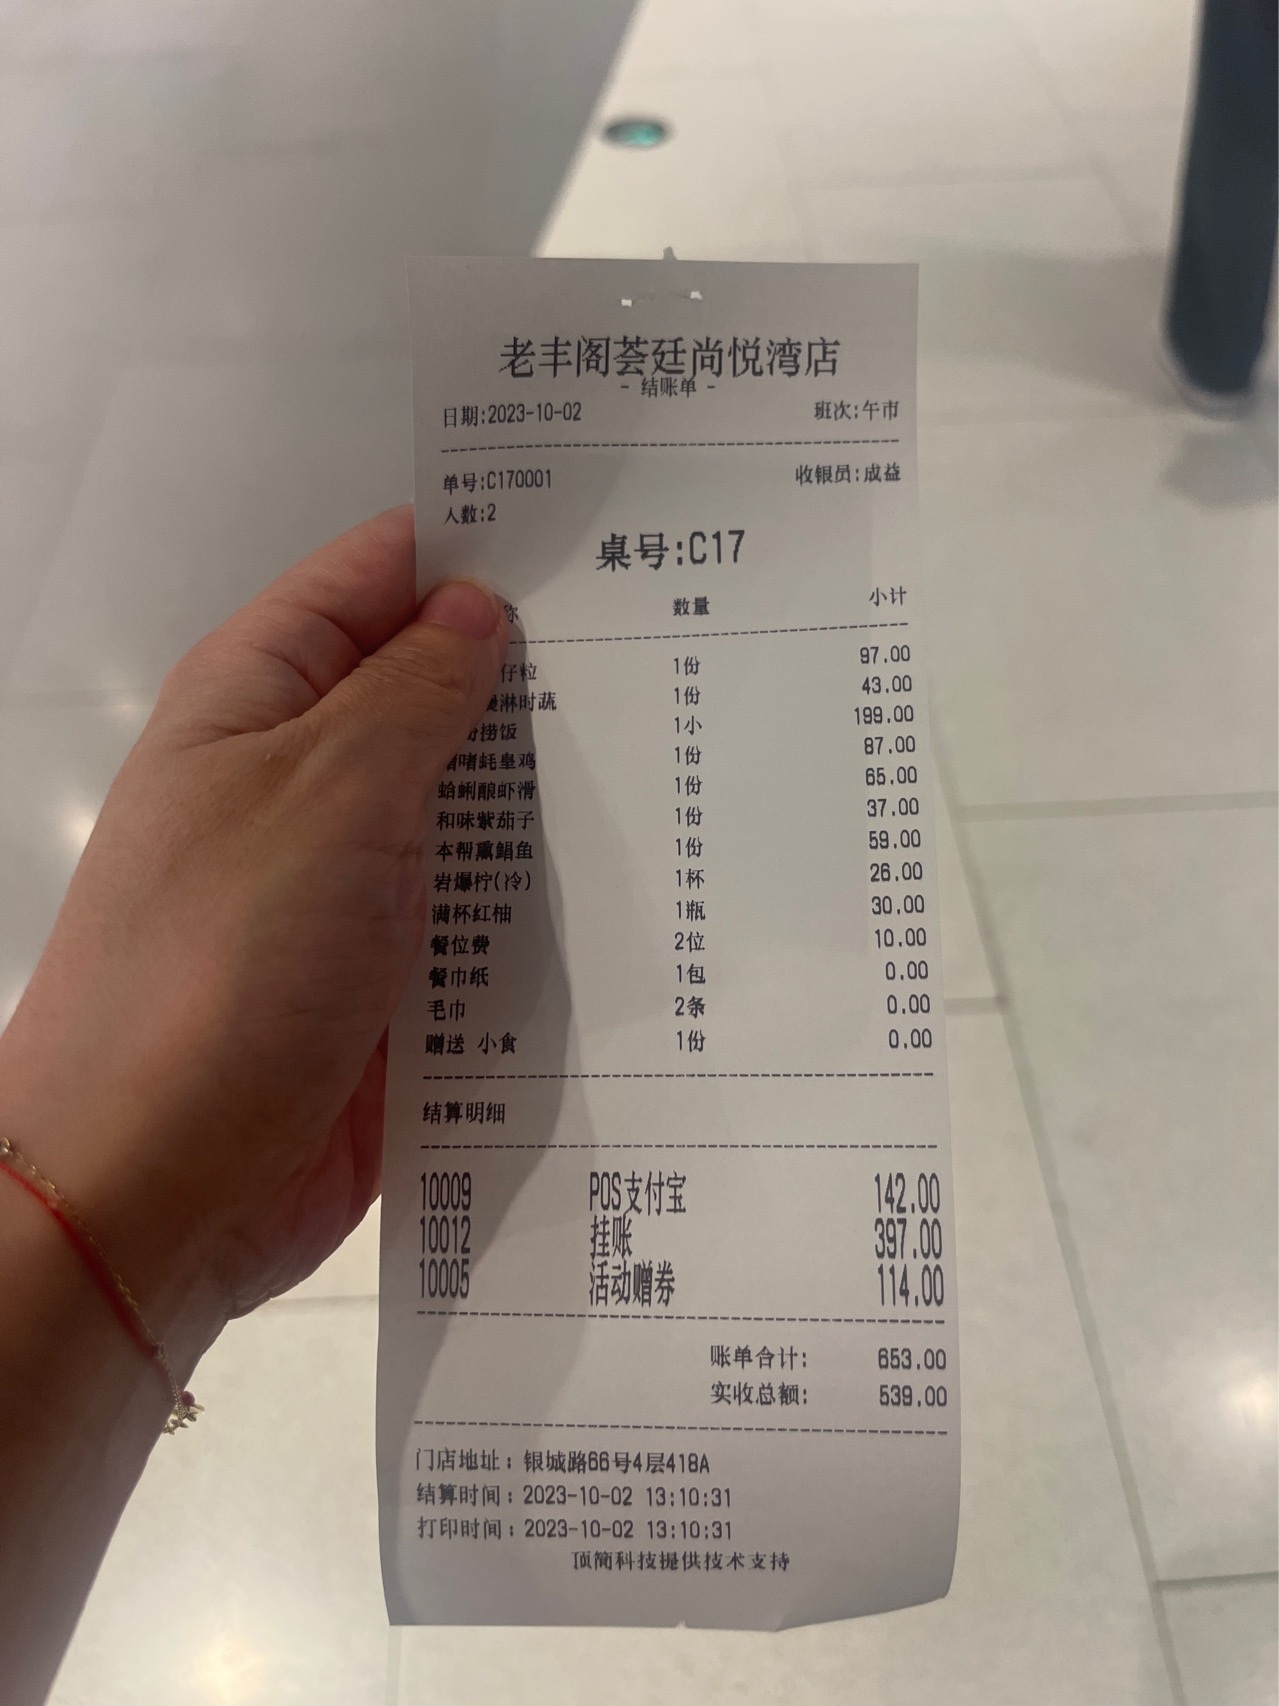 老丰阁荟廷尚悦湾店
- 结账单 -
日期:2023-10-02 班次:午市
单号:C170001 收银员:成益
人数:2
桌号:C17
称 数量 小计
仔粒 1份 97.00
淋时蔬 1份 43.00
捞饭 1小 199.00
啫蚝皇鸡 1份 87.00
蛤蜊酿虾滑 1份 65.00
和味紫茄子 1份 37.00
本帮熏鲳鱼 1份 59.00
岩爆柠(冷) 1杯 26.00
满杯红柚 1瓶 30.00
餐位费 2位 10.00
餐巾纸 1包 0.00
毛巾 2条 0.00
赠送 小食 1份 0.00
结算明细
10009 POS支付宝 142.00
10012 挂账 397.00
10005 活动赠券 114.00
账单合计: 653.00
实收总额: 539.00
门店地址：银城路66号4层418A
结算时间：2023-10-02 13:10:31
打印时间：2023-10-02 13:10:31
顶简科技提供技术支持